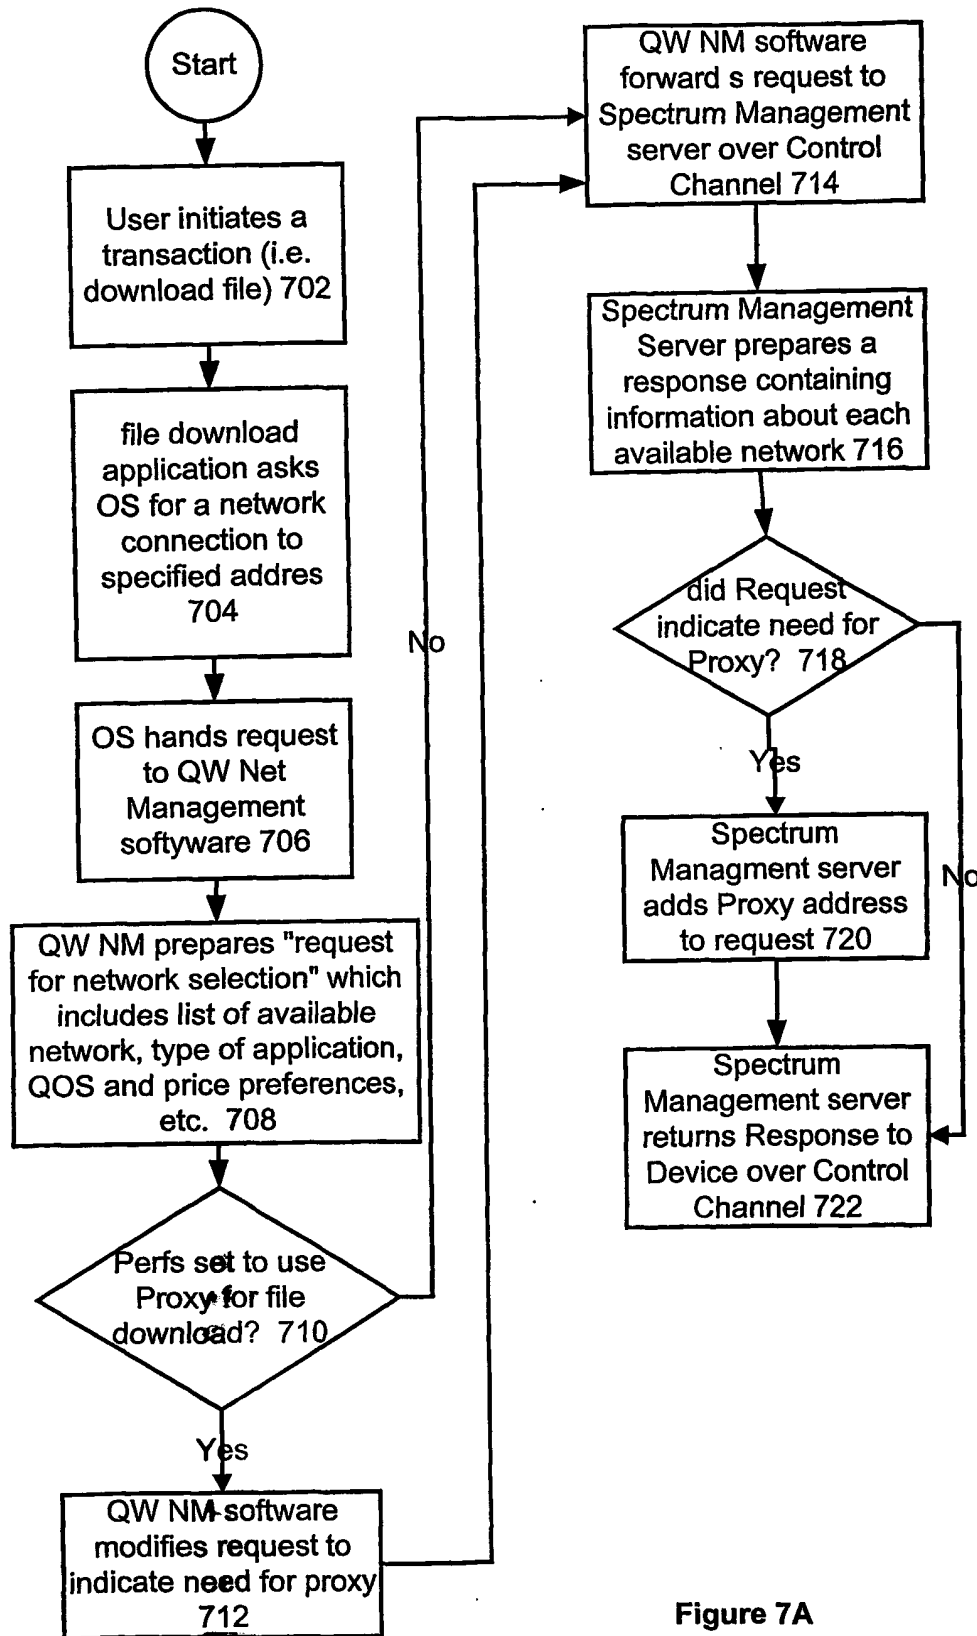 Start
User initiates a
transaction (i.e.
download file) 702
file download
application asks
OS for a network
connection to
specified addres
704
OS hands request
to QW Net
Management
softyware 706
QW NM prepares "request
for network selection" which
includes list of available
network, type of application,
QOS and price preferences,
etc. 708
Perfs set to use
Proxy for file
download? 710
No
Yes
QW NM software
modifies request to
indicate need for proxy
712
QW NM software
forward s request to
Spectrum Management
server over Control
Channel 714
Spectrum Management
Server prepares a
response containing
information about each
available network 716
did Request
indicate need for
Proxy? 718
Yes
No
Spectrum
Managment server
adds Proxy address
to request 720
Spectrum
Management server
returns Response to
Device over Control
Channel 722
Figure 7A